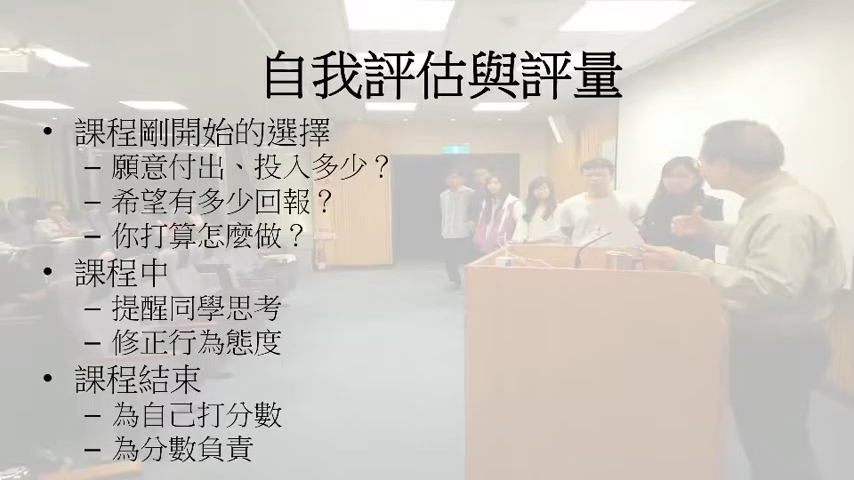 自我評估與評量
• 課程剛開始的選擇
– 願意付出、投入多少？
– 希望有多少回報？
– 你打算怎麼做？
• 課程中
– 提醒同學思考
– 修正行為態度
• 課程結束
– 為自己打分數
– 為分數負責